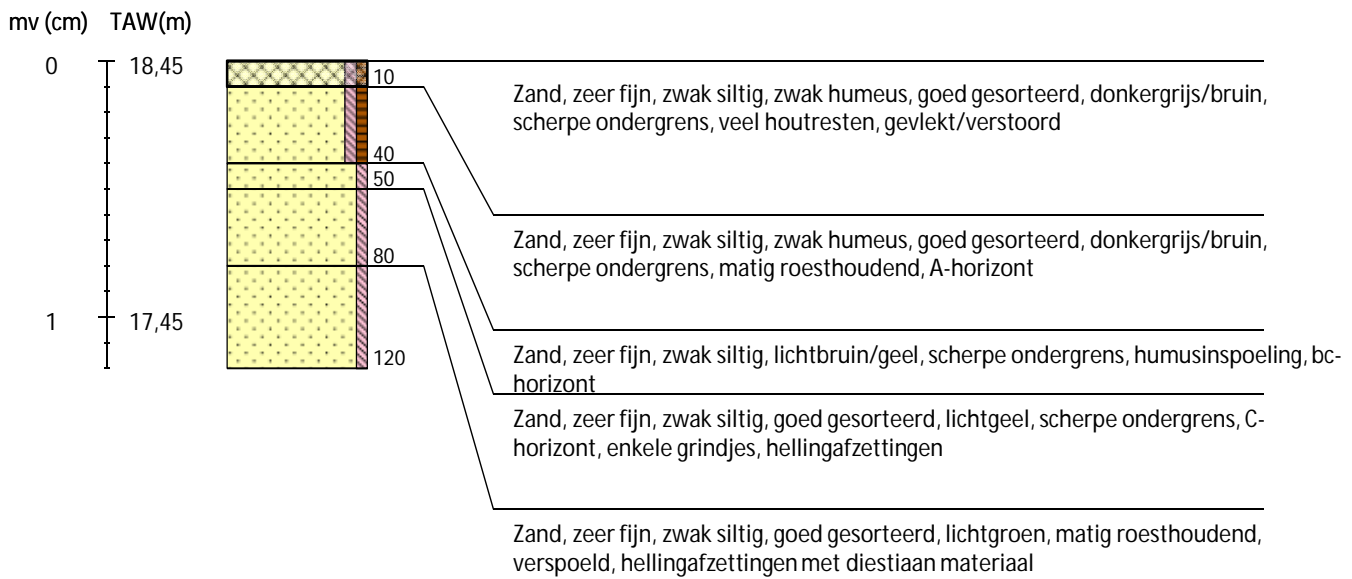 mv (cm) TAW(m)
0 18,45
10
Zand, zeer fijn, zwak siltig, zwak humeus, goed gesorteerd, donkergrijs/bruin,
scherpe ondergrens, veel houtresten, gevlekt/verstoord
40
50
Zand, zeer fijn, zwak siltig, zwak humeus, goed gesorteerd, donkergrijs/bruin,
scherpe ondergrens, matig roesthoudend, A-horizont
80
1 17,45
120
Zand, zeer fijn, zwak siltig, lichtbruin/geel, scherpe ondergrens, humusinspoeling, bc-
horizont
Zand, zeer fijn, zwak siltig, goed gesorteerd, lichtgeel, scherpe ondergrens, C-
horizont, enkele grindjes, hellingafzettingen
Zand, zeer fijn, zwak siltig, goed gesorteerd, lichtgroen, matig roesthoudend,
verspoeld, hellingafzettingen met diestiaan materiaal